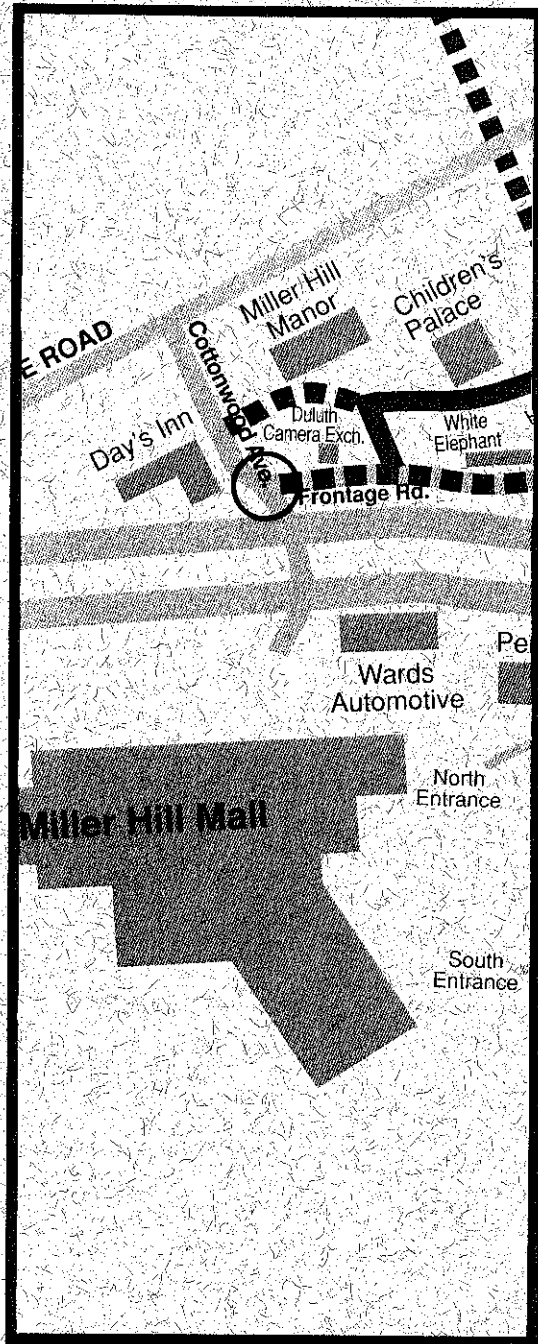 Miller Hill
Manor
Children's
Palace
E ROAD
Cottonwood Ave.
Day's Inn
Duluth
Camera Exch.
White
Elephant
Frontage Rd.
Wards
Automotive
Pe
Miller Hill Mall
North
Entrance
South
Entrance